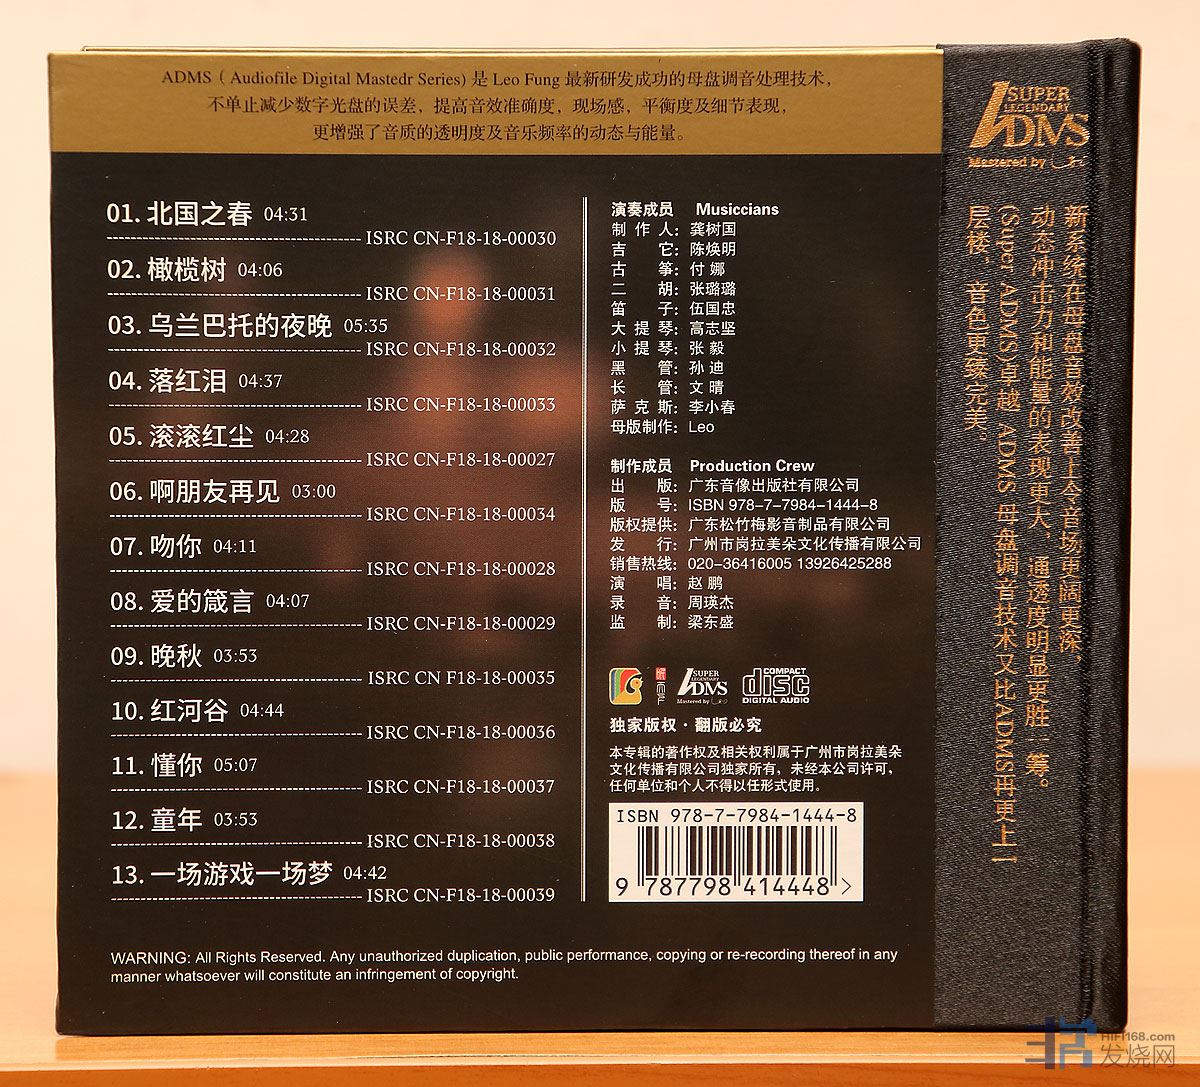 ADMS ( Audiofile Digital Mastedr Series) 是 Leo Fung 最新研发成功的母盘调音处理技术，
不单止减少数字光盘的误差，提高音效准确度，现场感，平衡度及细节表现，
更增强了音质的透明度及音乐频率的动态与能量。
01. 北国之春 04:31
ISRC CN-F18-18-00030
02. 橄榄树 04:06
ISRC CN-F18-18-00031
03. 乌兰巴托的夜晚 05:35
ISRC CN-F18-18-00032
04. 落红泪 04:37
ISRC CN-F18-18-00033
05. 滚滚红尘 04:28
ISRC CN-F18-18-00027
06. 啊朋友再见 03:00
ISRC CN-F18-18-00034
07. 吻你 04:11
ISRC CN-F18-18-00028
08. 爱的箴言 04:07
ISRC CN-F18-18-00029
09. 晚秋 03:53
ISRC CN F18-18-00035
10. 红河谷 04:44
ISRC CN-F18-18-00036
11. 懂你 05:07
ISRC CN-F18-18-00037
12. 童年 03:53
ISRC CN-F18-18-00038
13. 一场游戏一场梦 04:42
ISRC CN-F18-18-00039
演奏成员 Musiccians
制作人：龚树国
吉它：陈焕明
古筝：付娜
二胡：张璐璐
笛子：伍国忠
大提琴：高志坚
小提琴：张毅
黑管：孙迪
长管：文晴
萨克斯：李小春
母版制作：Leo
制作成员 Production Crew
出版：广东音像出版社有限公司
版号：ISBN 978-7-7984-1444-8
版权提供：广东松竹梅影音制品有限公司
发行：广州市岗拉美朵文化传播有限公司
销售热线：020-36416005 13926425288
演唱：赵鹏
录音：周瑛杰
监制：梁东盛
SUPER
LEGENDARY
ADMS
Mastered by
COMPACT
disc
DIGITAL AUDIO
独家版权·翻版必究
本专辑的著作权及相关权利属于广州市岗拉美朵
文化传播有限公司独家所有，未经本公司许可，
任何单位和个人不得以任形式使用。
ISBN 978-7-7984-1444-8
9 787798 414448 >
WARNING: All Rights Reserved. Any unauthorized duplication, public performance, copying or re-recording thereof in any
manner whatsoever will constitute an infringement of copyright.
SUPER
LEGENDARY
ADMS
Mastered by
新系统在母盘音效改善上令音场更阔更深，
动态冲击力和能量的表现更大，通透度明显更胜一筹。
(Super ADMS)卓越 ADMS 母盘调音技术又比ADMS再更上一
层楼，音色更臻完美。
HIFI168.com
发烧网